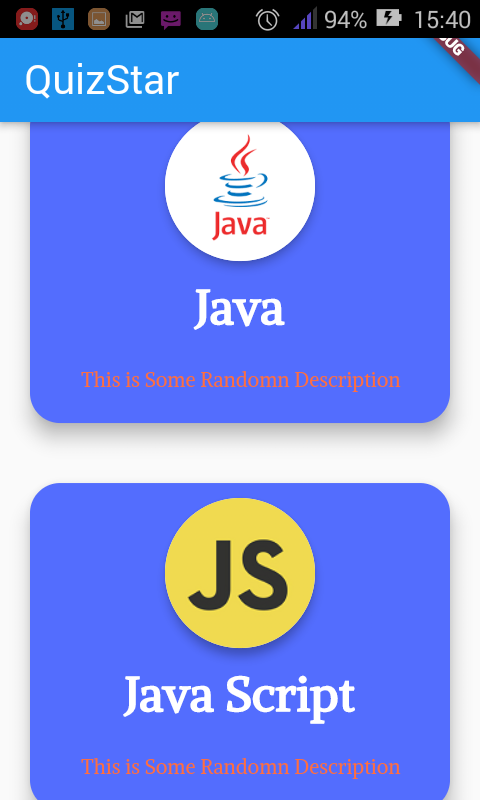 94% 15:40
QuizStar
BUG
Java
Java
This is Some Randomn Description
JS
Java Script
This is Some Randomn Description